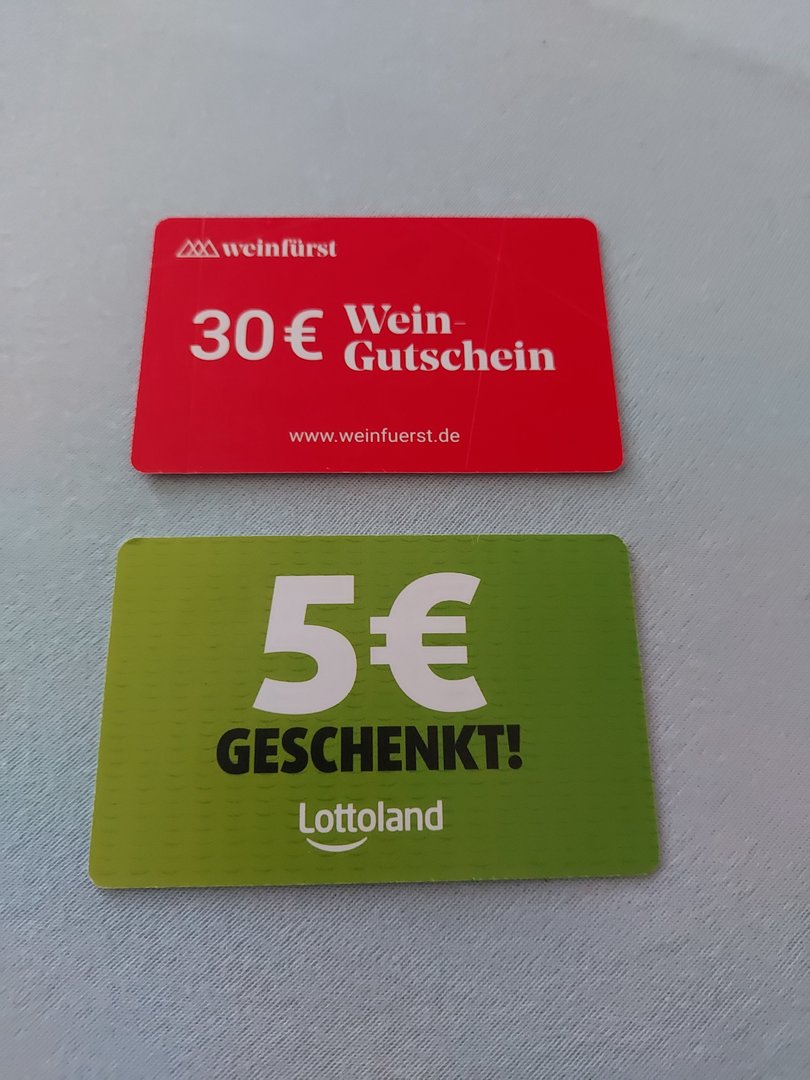 weinfürst
30 € Wein-
Gutschein
www.weinfuerst.de
5€
GESCHENKT!
Lottoland